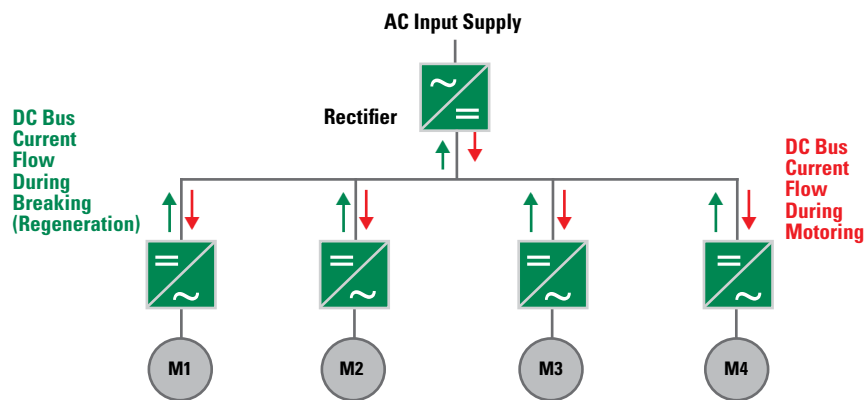 AC Input Supply
Rectifier
DC Bus
Current
Flow
During
Breaking
(Regeneration)
DC Bus
Current
Flow
During
Motoring
M1
M2
M3
M4